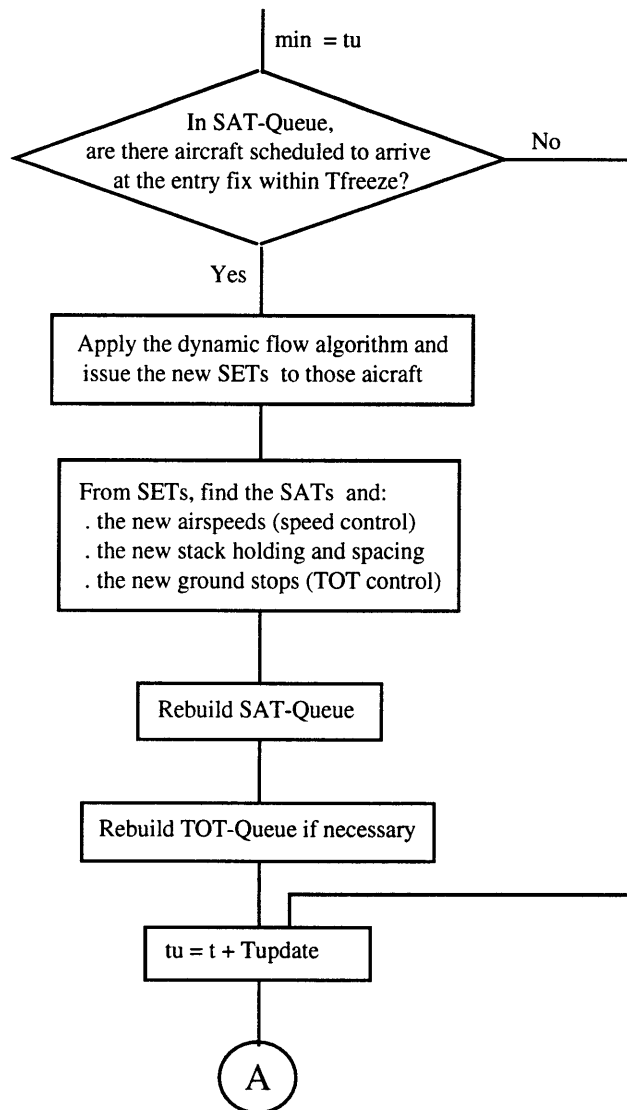 min = tu
In SAT-Queue,
are there aircraft scheduled to arrive
at the entry fix within Tfreeze?
No
Yes
Apply the dynamic flow algorithm and
issue the new SETs to those aicraft
From SETs, find the SATs and:
. the new airspeeds (speed control)
. the new stack holding and spacing
. the new ground stops (TOT control)
Rebuild SAT-Queue
Rebuild TOT-Queue if necessary
tu = t + Tupdate
A